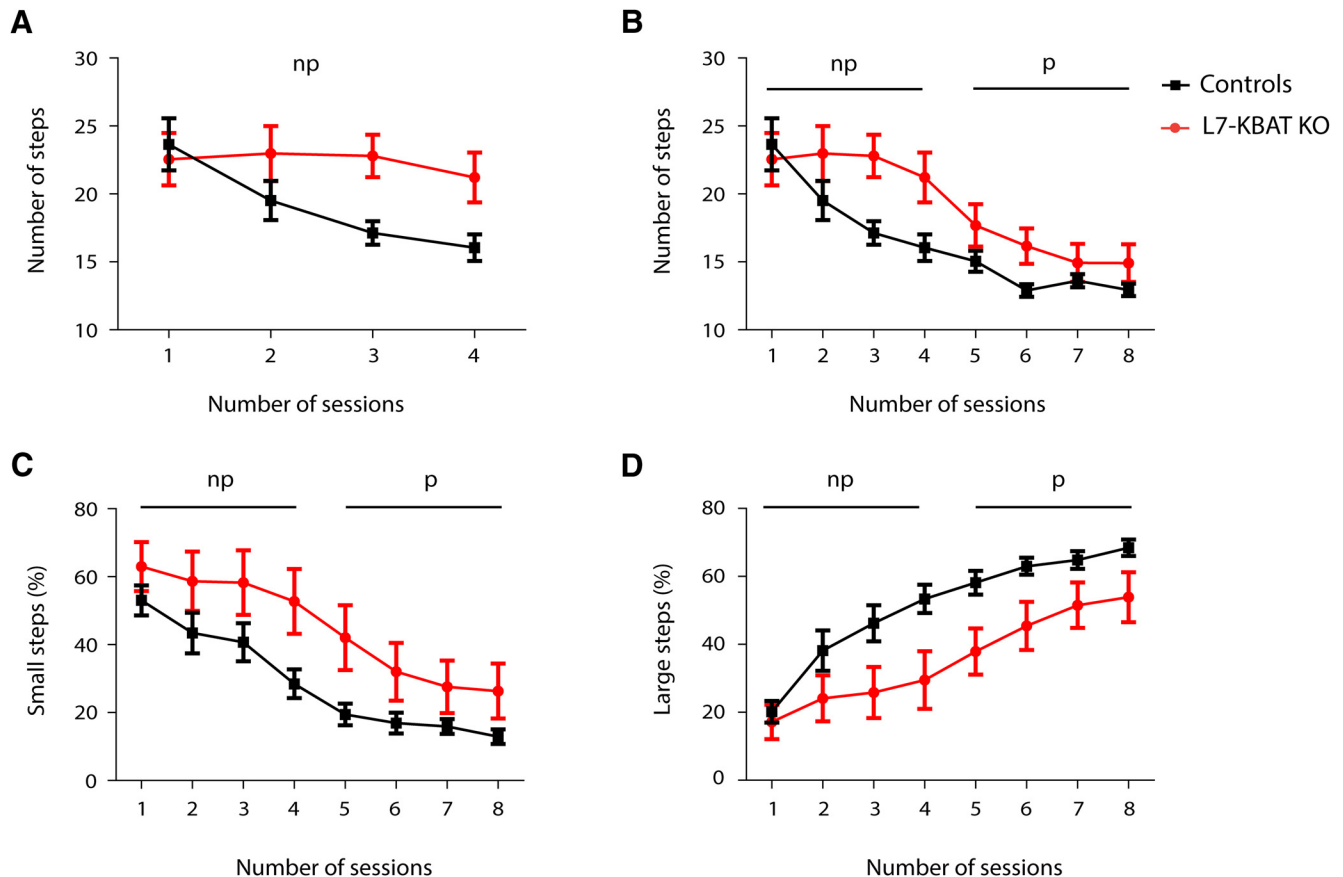 A
np
30
25
20
15
10
Number of steps
1 2 3 4
Number of sessions
B
np p
30
25
20
15
10
Number of steps
1 2 3 4 5 6 7 8
Number of sessions
Controls
L7-KBAT KO
C
np p
80
60
40
20
0
Small steps (%)
1 2 3 4 5 6 7 8
Number of sessions
D
np p
80
60
40
20
0
Large steps (%)
1 2 3 4 5 6 7 8
Number of sessions